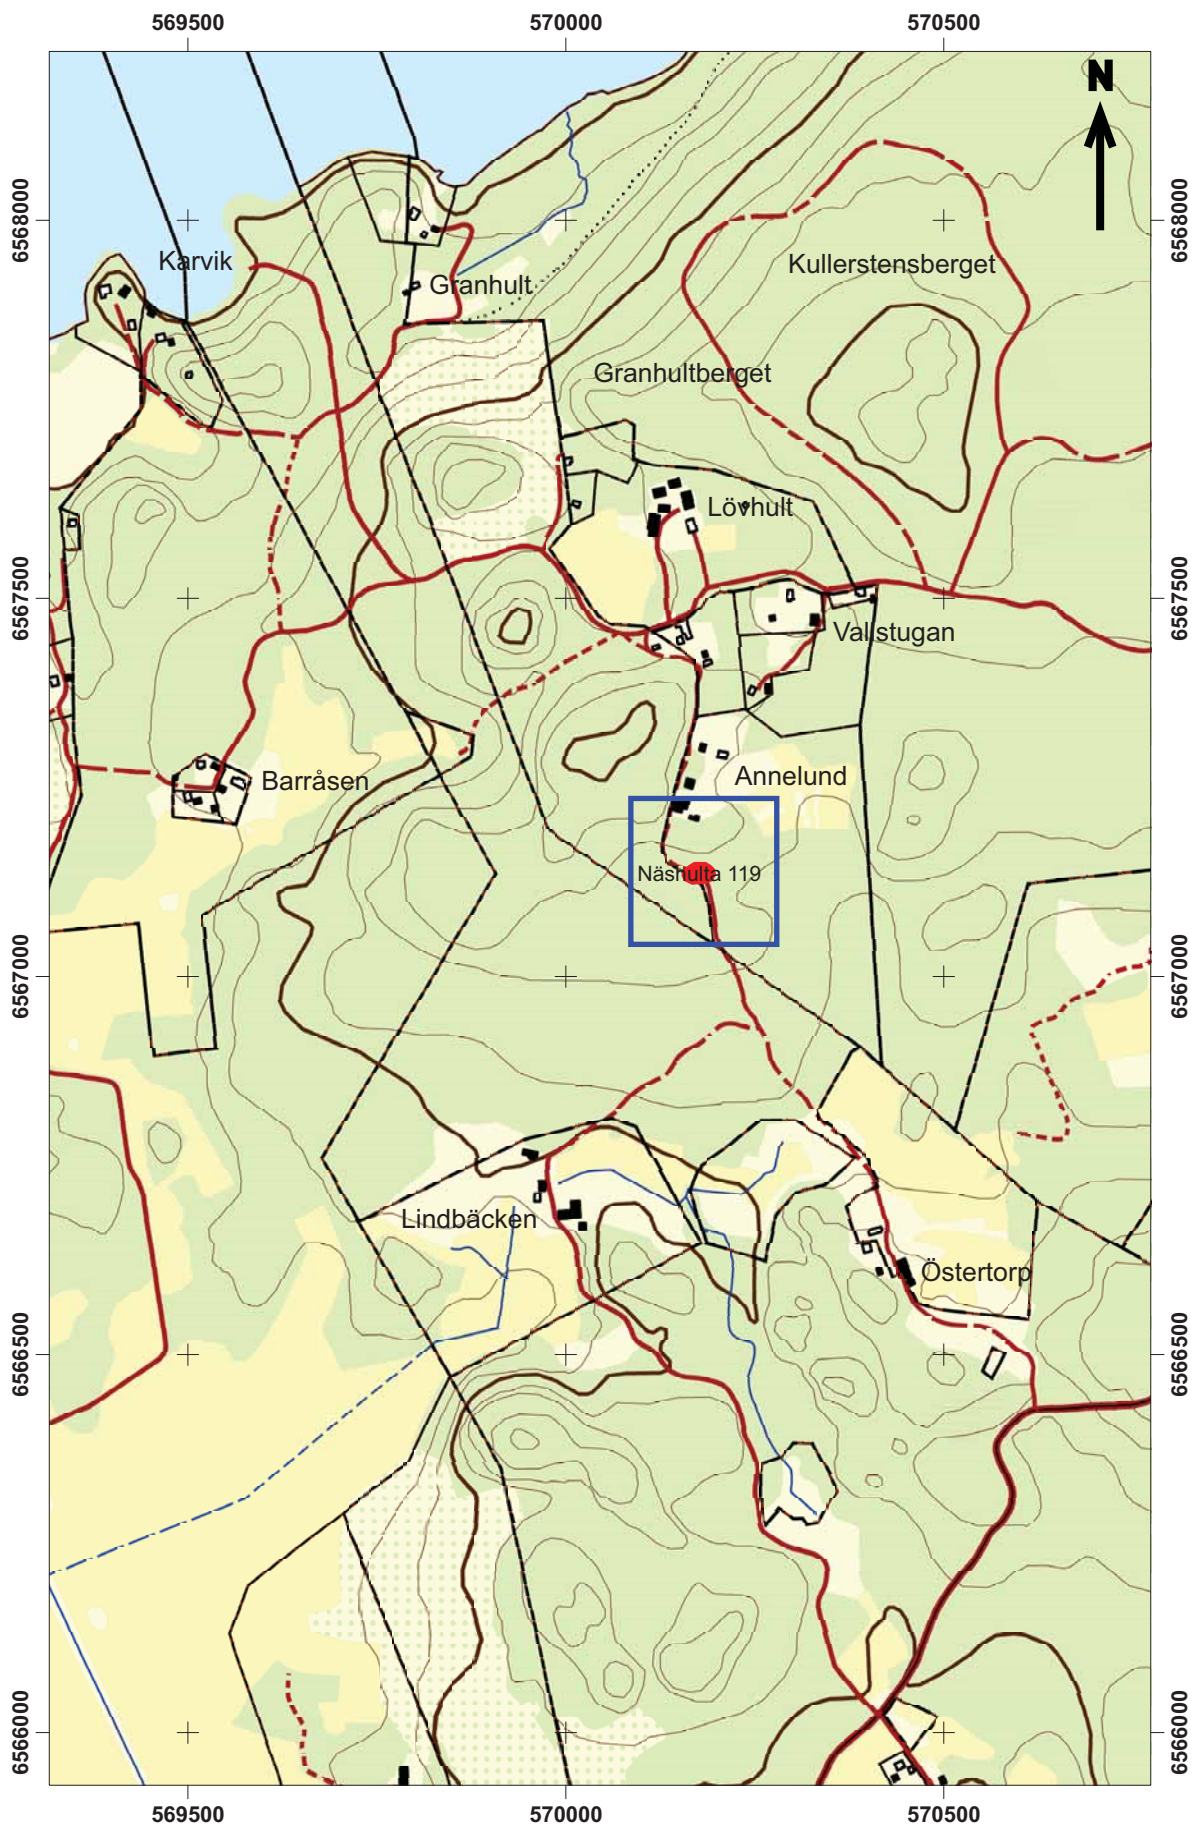 569500 570000 570500
N
6568000 6568000
Karvik
Kullerstensberget
Granhult
Granhultberget
Lövhult
6567500 6567500
Vallstugan
Annelund
Barråsen
Näshulta 119
6567000 6567000
Lindbäcken
Östertorp
6566500 6566500
6566000 6566000
569500 570000 570500